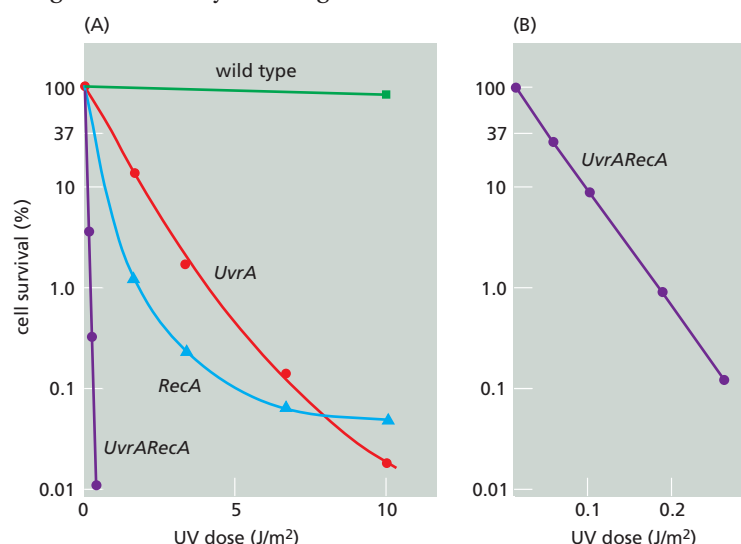 (A)
(B)
wild type
100
37
10
1.0
0.1
0.01
cell survival (%)
UvrA
RecA
UvrARecA
0
5
10
UV dose (J/m²)
100
37
10
1.0
0.1
0.01
UvrARecA
0.1
0.2
UV dose (J/m²)